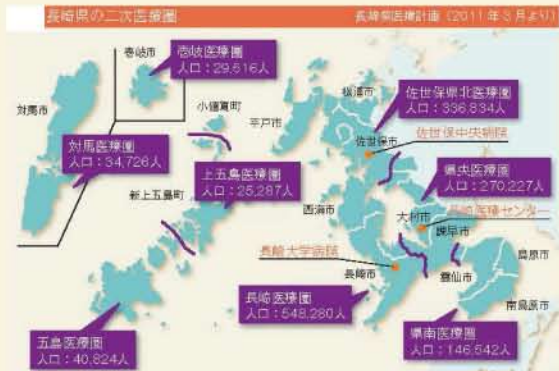 長崎県の二次医療圏
長崎県医療計画（2011年3月より）
壱岐市
壱岐医療圏
人口：29,616人
対馬市
対馬医療圏
人口：34,726人
小値賀町
平戸市
松浦市
佐世保県北医療圏
人口：336,834人
佐世保市
佐世保中央病院
上五島医療圏
人口：25,287人
新上五島町
県央医療圏
人口：270,227人
西海市
大村市
長崎医療センター
諫早市
長崎大学病院
長崎市
島原市
雲仙市
南島原市
長崎医療圏
人口：548,280人
県南医療圏
人口：146,542人
五島医療圏
人口：40,824人